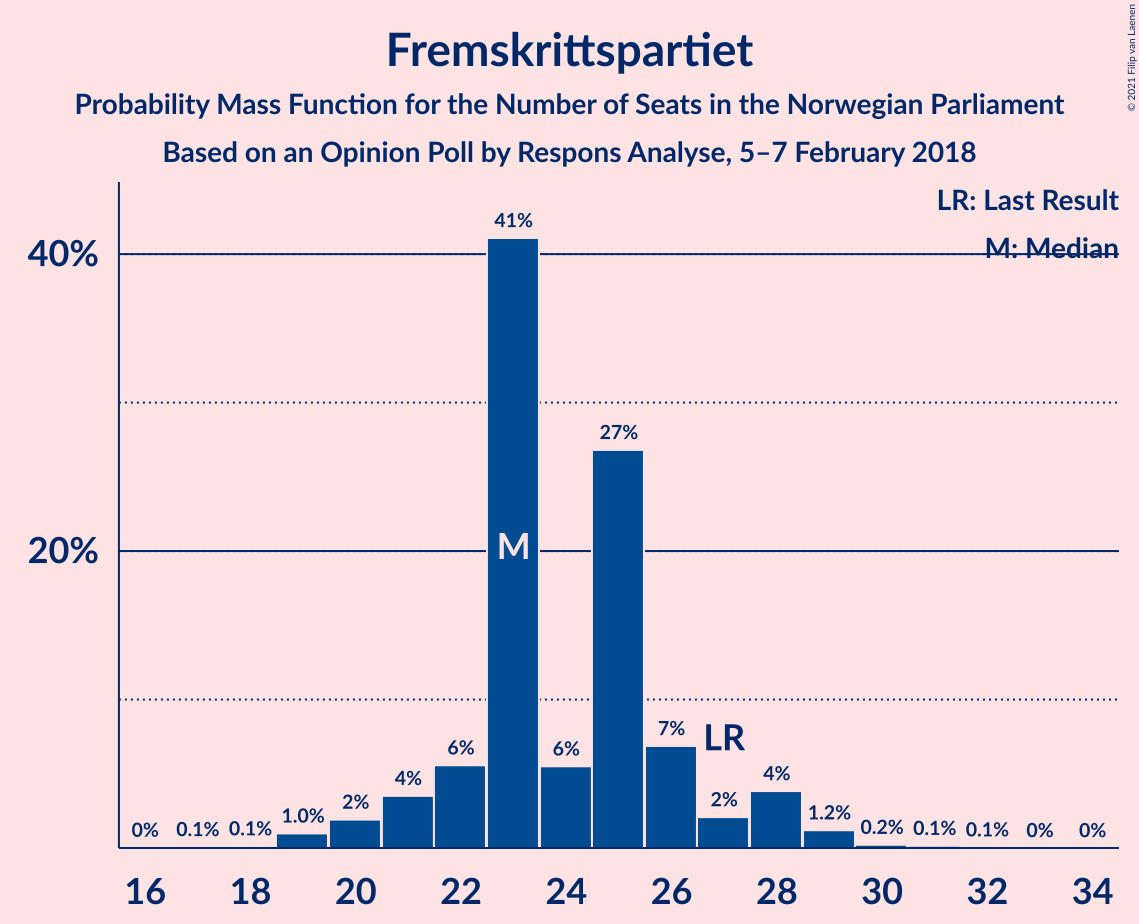 Fremskrittspartiet
Probability Mass Function for the Number of Seats in the Norwegian Parliament
Based on an Opinion Poll by Respons Analyse, 5–7 February 2018
© 2021 Filip van Laenen
LR: Last Result
M: Median
40%
20%
41%
27%
M
LR
7%
6%
6%
4%
4%
2%
2%
1.0%
1.2%
0%
0.1%
0.1%
0.2%
0.1%
0.1%
0%
0%
16 18 20 22 24 26 28 30 32 34